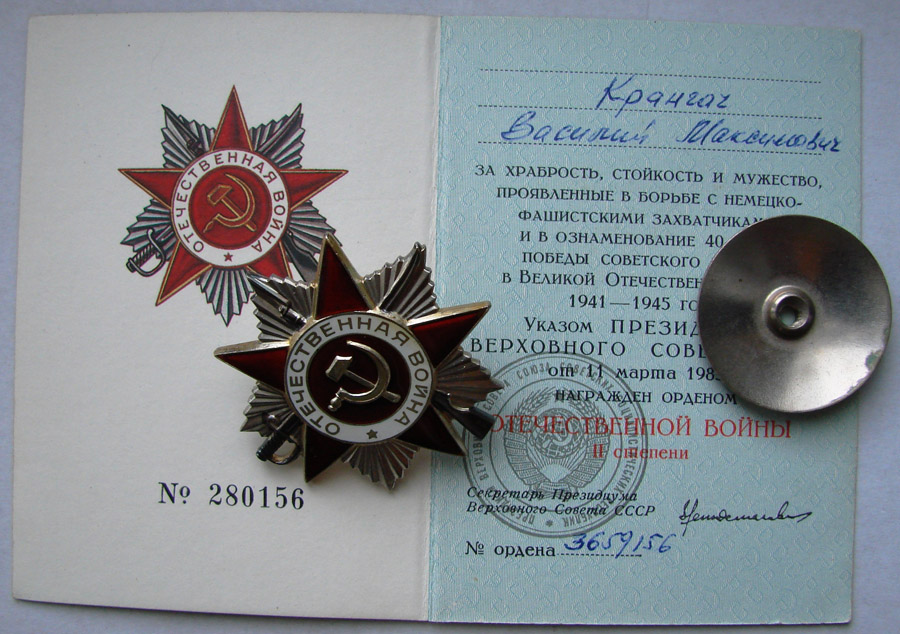 ОТЕЧЕСТВЕННАЯ ВОЙНА
ОТЕЧЕСТВЕННАЯ ВОЙНА
№ 280156
Крангач
Василий Максимович
ЗА ХРАБРОСТЬ, СТОЙКОСТЬ И МУЖЕСТВО,
ПРОЯВЛЕННЫЕ В БОРЬБЕ С НЕМЕЦКО-
ФАШИСТСКИМИ ЗАХВАТЧИКАМ
И В ОЗНАМЕНОВАНИЕ 40
ПОБЕДЫ СОВЕТСКОГО
В ВЕЛИКОЙ ОТЕЧЕСТВЕН
1941—1945 ГО
УКАЗОМ ПРЕЗИД
ВЕРХОВНОГО СОВЕ
от 11 марта 198
НАГРАЖДЕН ОРДЕНОМ
ОТЕЧЕСТВЕННОЙ ВОЙНЫ
II степени
Секретарь Президиума
Верховного Совета СССР
№ ордена 3659156